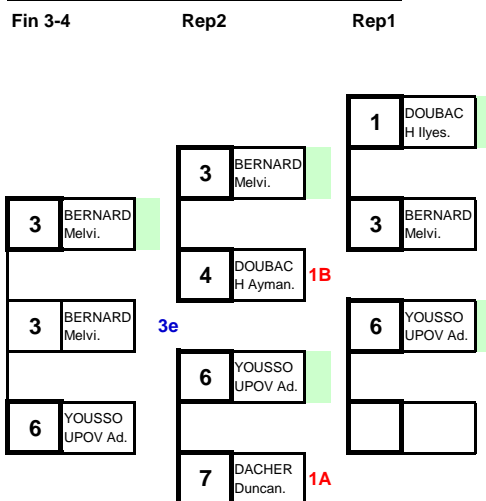 Fin 3-4 Rep2 Rep1
1 DOUBAC
H Ilyes.
3 BERNARD
Melvi.
3 BERNARD
Melvi.
3 BERNARD
Melvi.
4 DOUBAC
H Ayman. 1B
3 BERNARD
Melvi. 3e
6 YOUSSO
UPOV Ad.
6 YOUSSO
UPOV Ad.
6 YOUSSO
UPOV Ad.
7 DACHER
Duncan. 1A